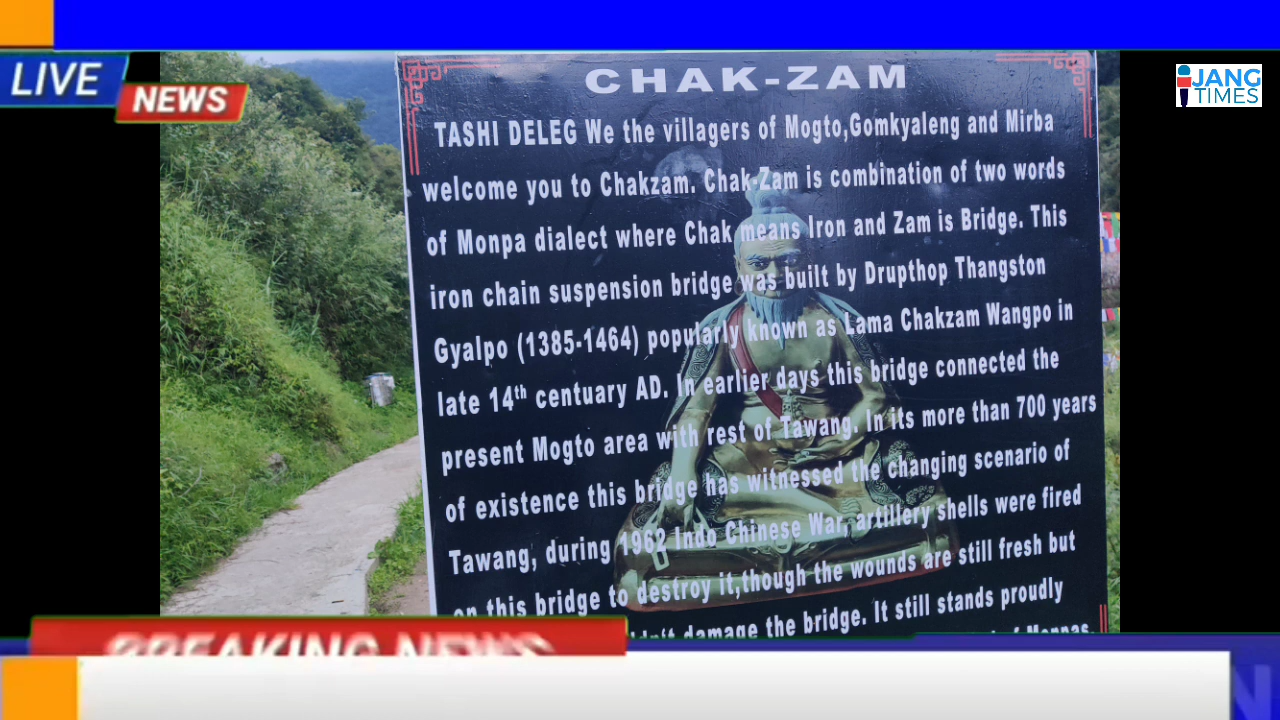 LIVE
NEWS
JANG
TIMES
CHAK-ZAM
TASHI DELEG We the villagers of Mogto,Gomkyaleng and Mirba
welcome you to Chakzam. Chak-Zam is combination of two words
of Monpa dialect where Chak means Iron and Zam is Bridge. This
iron chain suspension bridge was built by Drupthop Thangston
Gyalpo (1385-1464) popularly known as Lama Chakzam Wangpo in
late 14th centuary AD. In earlier days this bridge connected the
present Mogto area with rest of Tawang. In its more than 700 years
of existence this bridge has witnessed the changing scenario of
Tawang, during 1962 Indo Chinese War, artillery shells were fired
on this bridge to destroy it,though the wounds are still fresh but
damage the bridge. It still stands proudly
of Monpas.
BREAKING NEWS